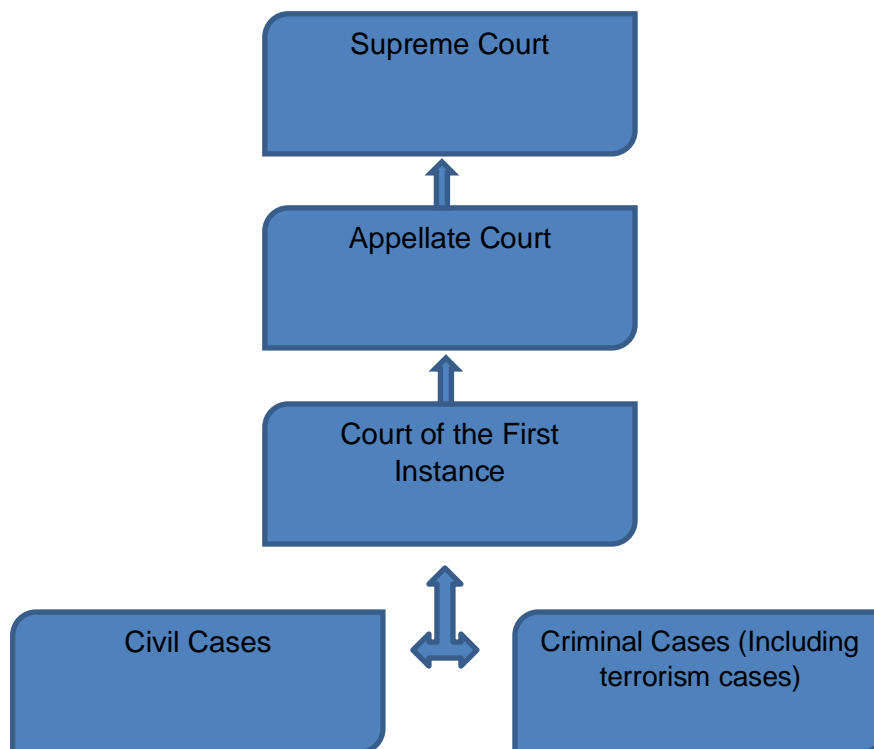 Supreme Court
Appellate Court
Court of the First
Instance
Civil Cases
Criminal Cases (Including
terrorism cases)